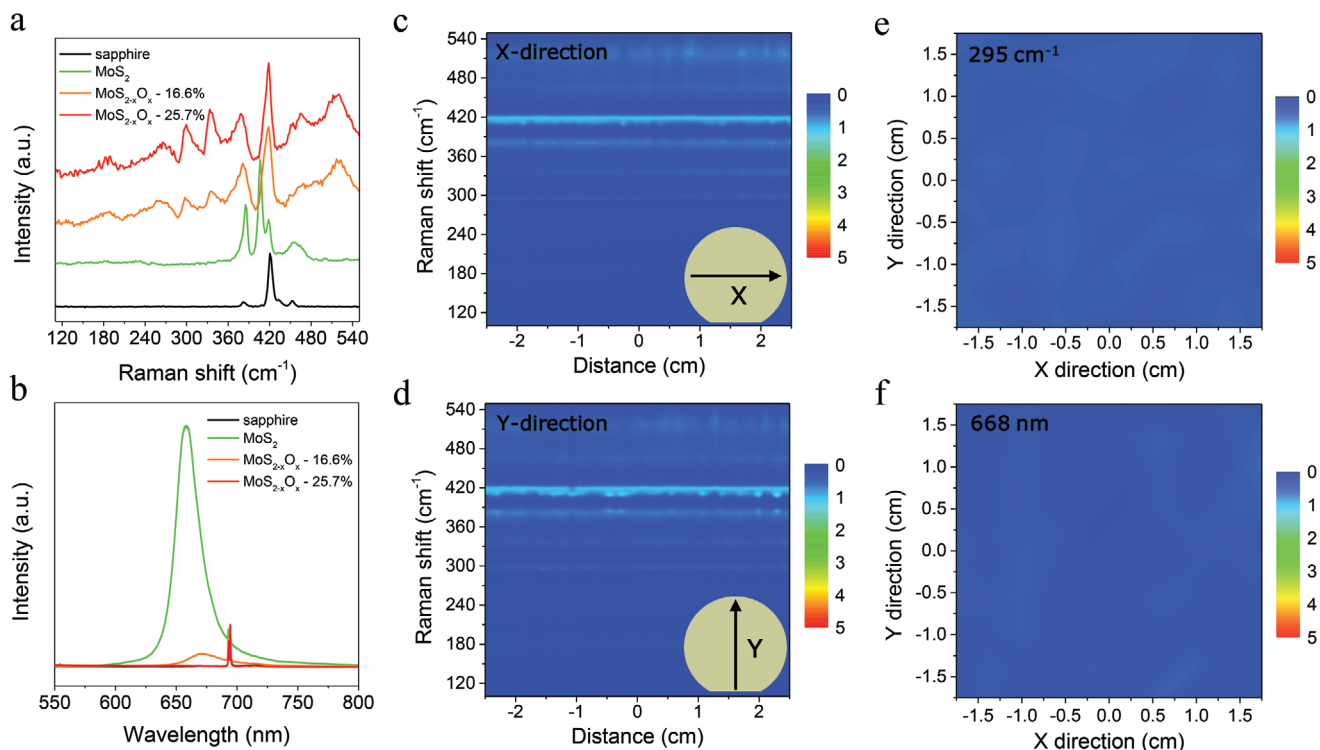 a
sapphire
MoS₂
MoS₂₋ₓOₓ - 16.6%
MoS₂₋ₓOₓ - 25.7%
Intensity (a.u.)
120 180 240 300 360 420 480 540
Raman shift (cm⁻¹)
b
sapphire
MoS₂
MoS₂₋ₓOₓ - 16.6%
MoS₂₋ₓOₓ - 25.7%
Intensity (a.u.)
550 600 650 700 750 800
Wavelength (nm)
c
X-direction
Raman shift (cm⁻¹)
540
480
420
360
300
240
180
120
X
-2 -1 0 1 2
Distance (cm)
0
1
2
3
4
5
d
Y-direction
Raman shift (cm⁻¹)
540
480
420
360
300
240
180
120
Y
-2 -1 0 1 2
Distance (cm)
0
1
2
3
4
5
e
295 cm⁻¹
Y direction (cm)
1.5
1.0
0.5
0.0
-0.5
-1.0
-1.5
-1.5 -1.0 -0.5 0.0 0.5 1.0 1.5
X direction (cm)
0
1
2
3
4
5
f
668 nm
Y direction (cm)
1.5
1.0
0.5
0.0
-0.5
-1.0
-1.5
-1.5 -1.0 -0.5 0.0 0.5 1.0 1.5
X direction (cm)
0
1
2
3
4
5